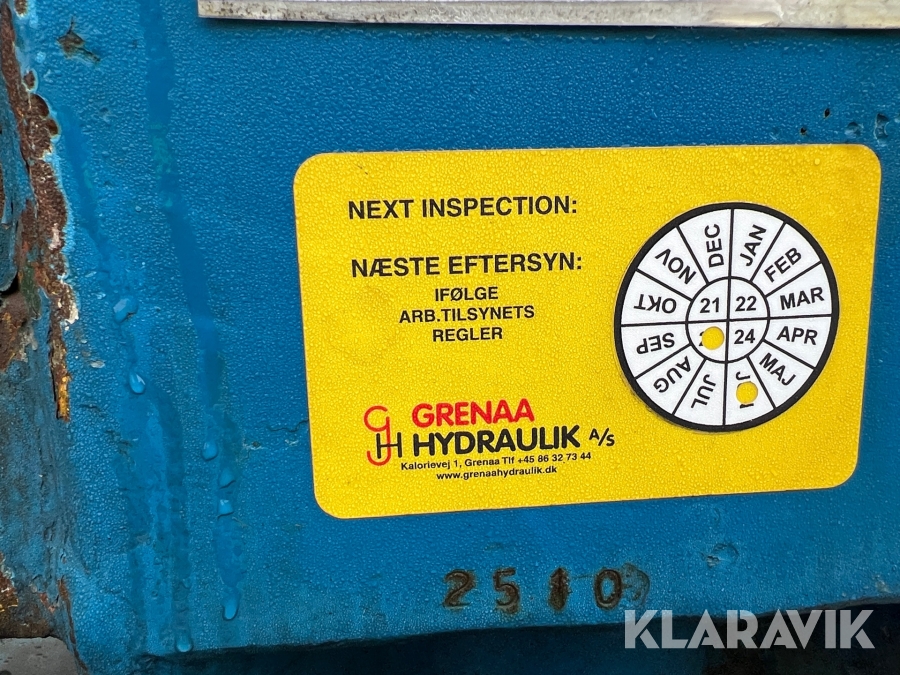 NEXT INSPECTION:
NÆSTE EFTERSYN:
IFØLGE
ARB.TILSYNETS
REGLER
JAN
FEB
MAR
APR
MAJ
J
JUL
AUG
SEP
OKT
NOV
DEC
21
22
24
GH
GRENAA
HYDRAULIK A/S
Kalorievej 1, Grenaa Tlf +45 86 32 73 44
www.grenaahydraulik.dk
2510
KLARAVIK